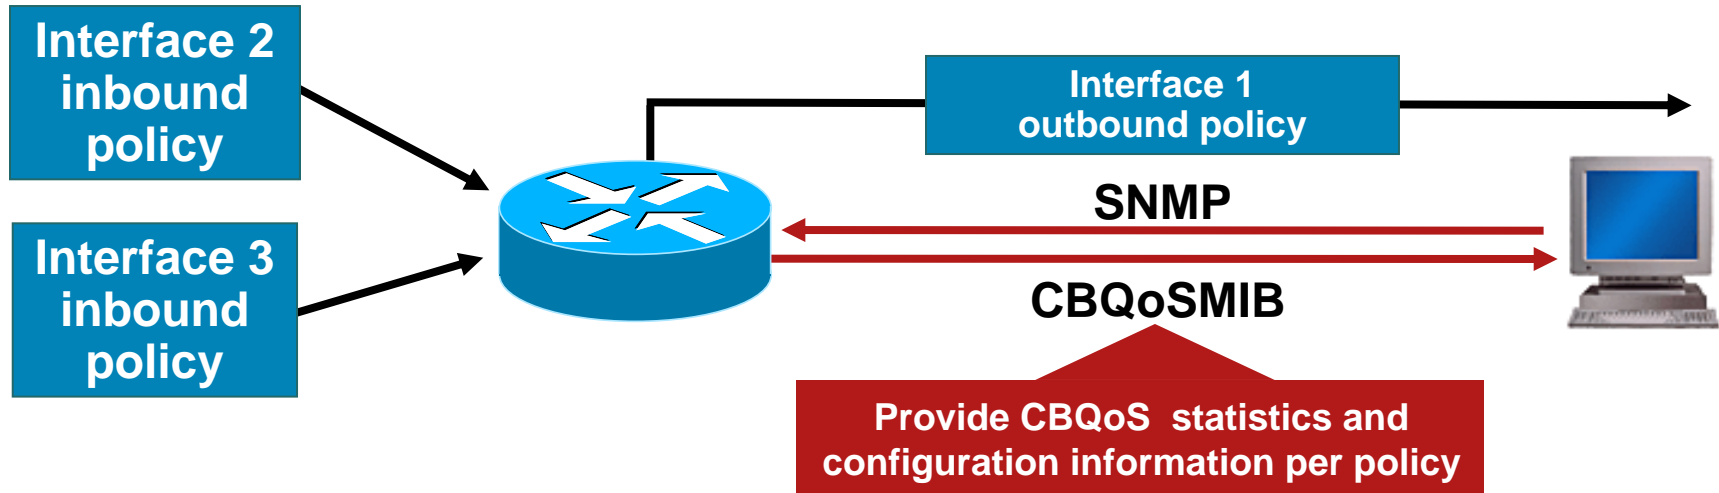 Interface 2
inbound
policy
Interface 1
outbound policy
SNMP
Interface 3
inbound
policy
CBQoSMIB
Provide CBQoS  statistics and
configuration information per policy